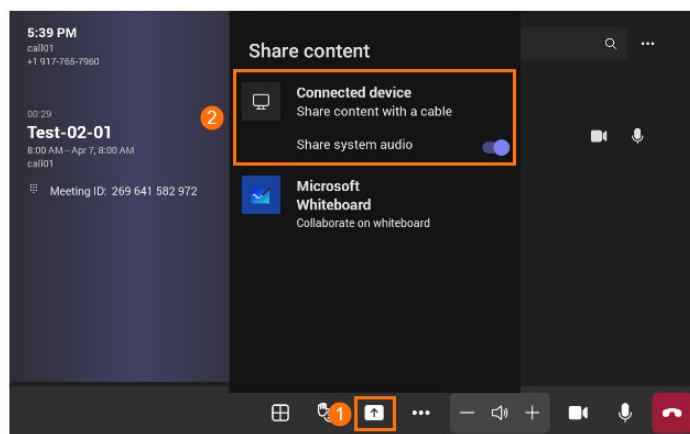 5:39 PM
call01
+1 917-765-7960
00:29
Test-02-01
8:00 AM – Apr 7, 8:00 AM
call01
Meeting ID: 269 641 582 972
Share content
2
Connected device
Share content with a cable
Share system audio
Microsoft
Whiteboard
Collaborate on whiteboard
1